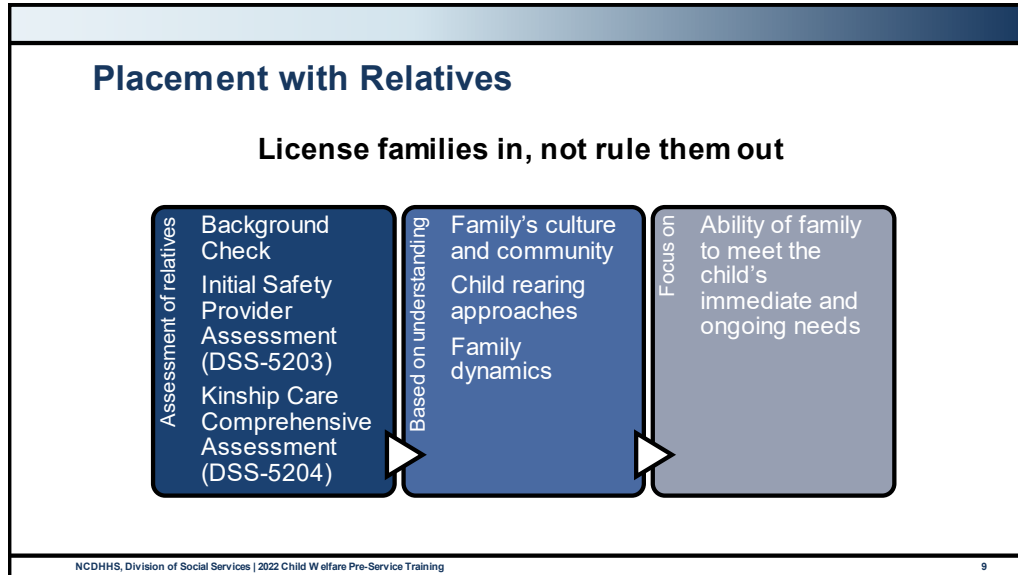 Placement with Relatives
License families in, not rule them out
Assessment of relatives
Background
Check
Initial Safety
Provider
Assessment
(DSS-5203)
Kinship Care
Comprehensive
Assessment
(DSS-5204)
Based on understanding
Family's culture
and community
Child rearing
approaches
Family
dynamics
Focus on
Ability of family
to meet the
child's
immediate and
ongoing needs
NCDHHS, Division of Social Services | 2022 Child Welfare Pre-Service Training
9